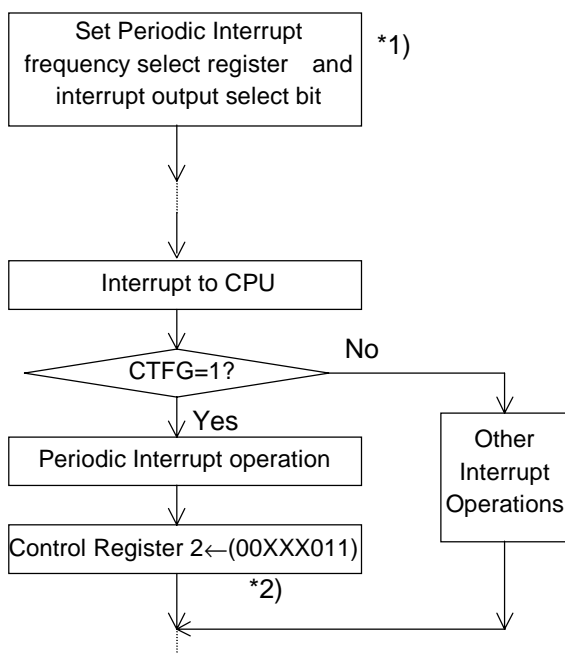 Set Periodic Interrupt
frequency select register and
interrupt output select bit
*1)
Interrupt to CPU
CTFG=1?
No
Yes
Periodic Interrupt operation
Other
Interrupt
Operations
Control Register 2←(00XXX011)
*2)